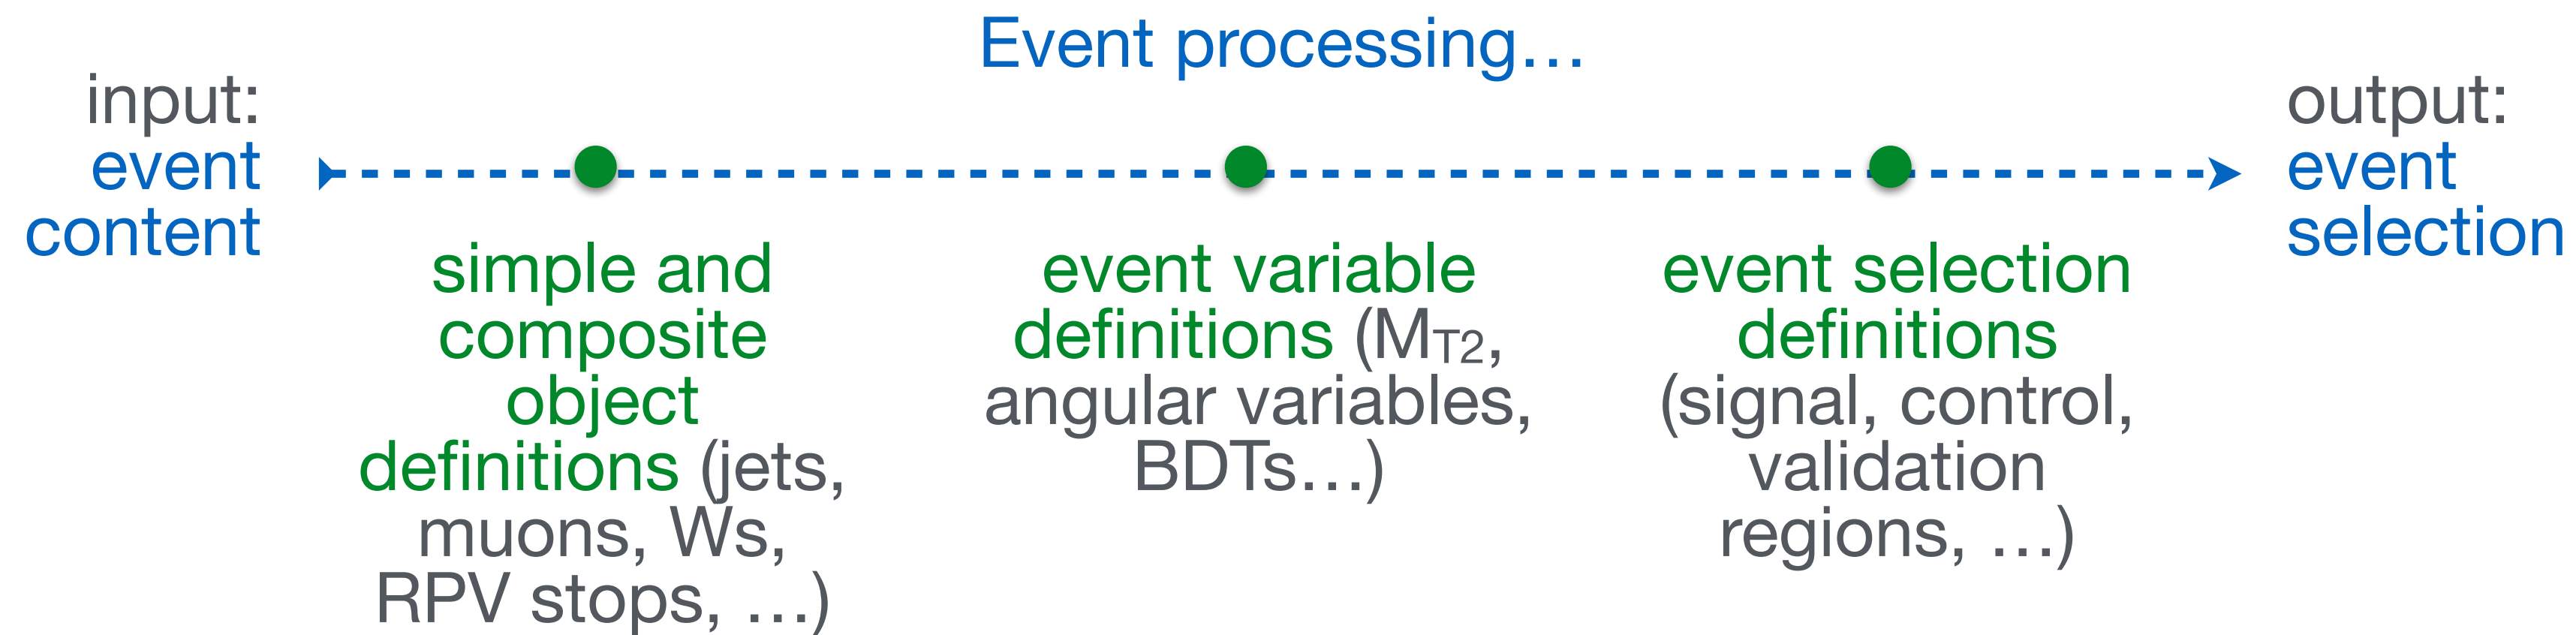 Event processing…
input:
event
content
simple and
composite
object
definitions (jets,
muons, Ws,
RPV stops, …)
event variable
definitions (MT2,
angular variables,
BDTs…)
event selection
definitions
(signal, control,
validation
regions, …)
output:
event
selection